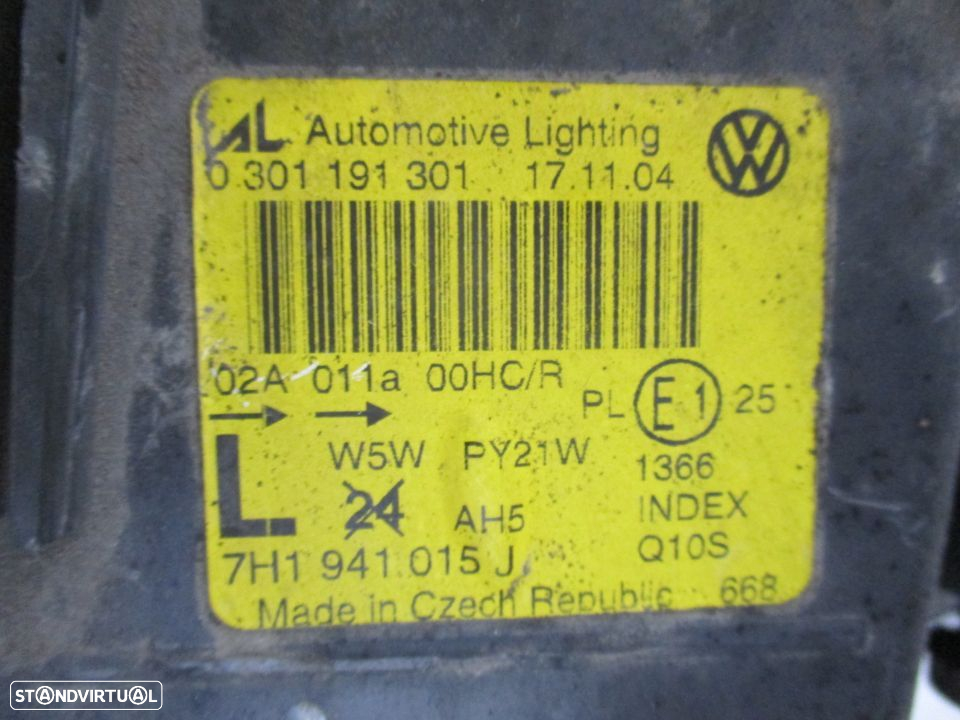 AL Automotive Lighting
0 301 191 301 17.11.04
02A 011a 00HC/R
PL E1 25
L W5W PY21W 1366
24 AH5 INDEX
7H1 941 015 J Q10S
Made in Czech Republic 668
STANDVIRTUAL